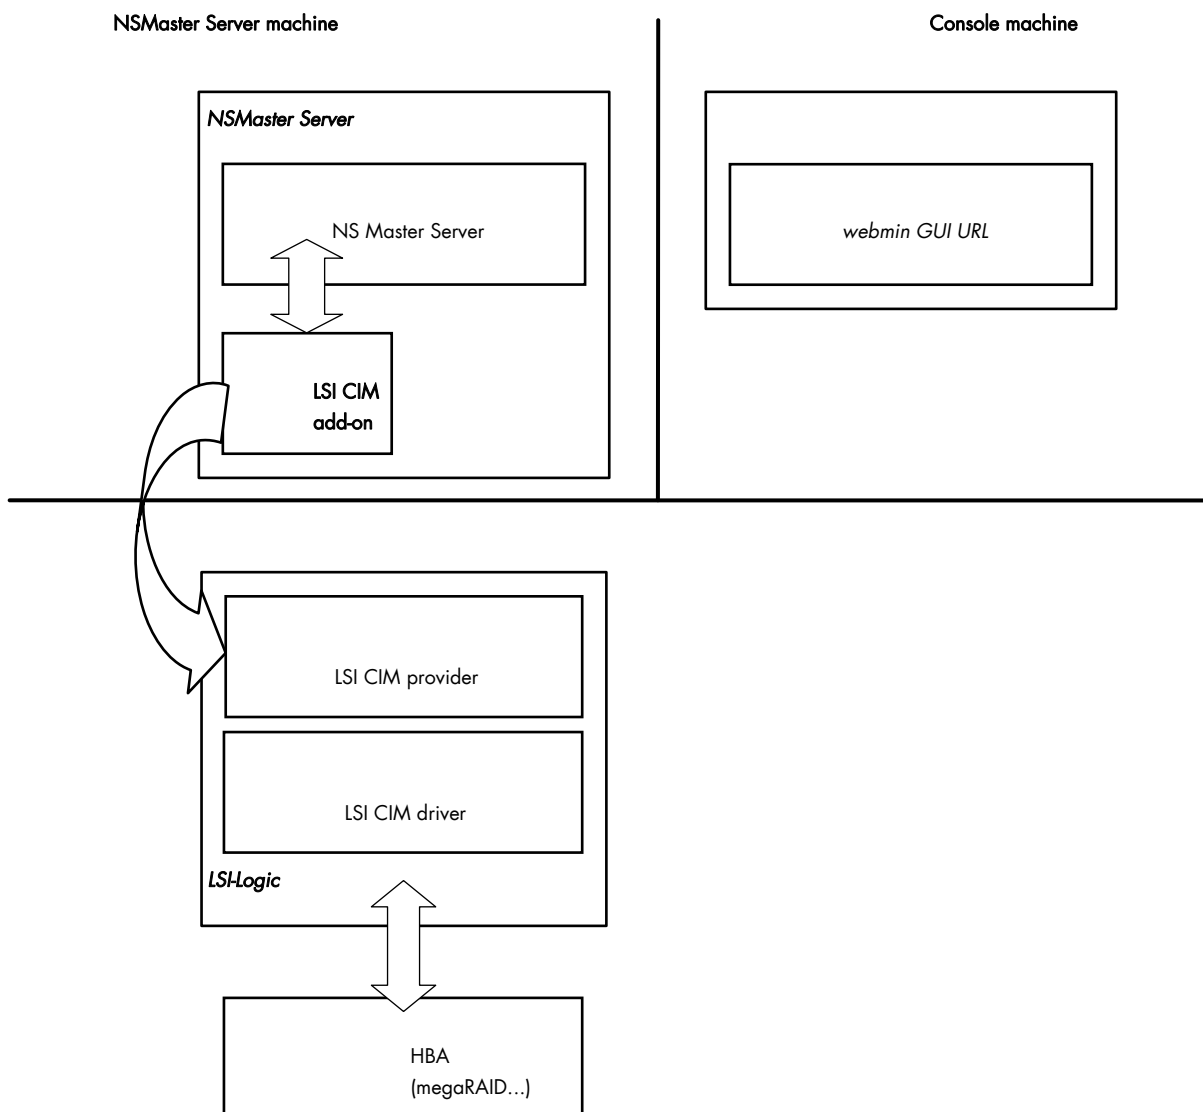 NSMaster Server machine
Console machine
NSMaster Server
NS Master Server
webmin GUI URL
LSI CIM
add-on
LSI CIM provider
LSI CIM driver
LSI-Logic
HBA
(megaRAID...)